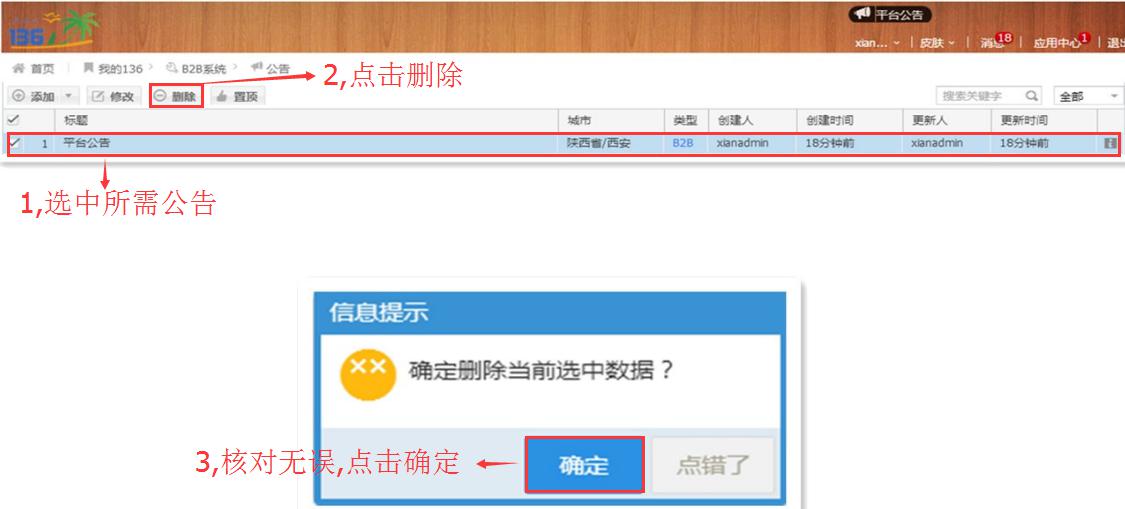 136
平台公告
xian... 皮肤 消息 18 应用中心 1 退出
首页 我的136 B2B系统 公告
2,点击删除
添加 修改 删除 置顶 搜索关键字 全部
标题 城市 类型 创建人 创建时间 更新人 更新时间
1 平台公告 陕西省/西安 B2B xianadmin 18分钟前 xianadmin 18分钟前
1,选中所需公告
信息提示
确定删除当前选中数据？
3,核对无误,点击确定
确定 点错了